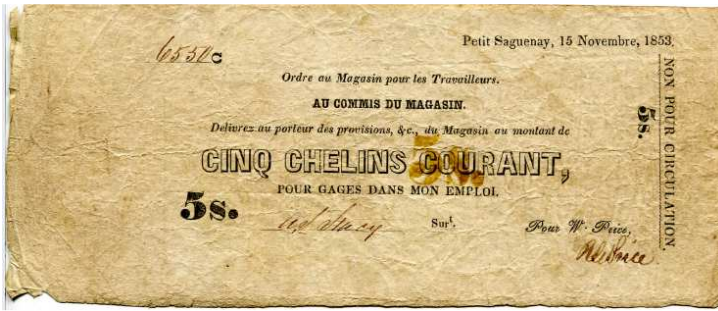 Petit Saguenay, 15 Novembre, 1853.
6550 C
Ordre au Magasin pour les Travailleurs.
AU COMMIS DU MAGASIN.
Delivrez au porteur des provisions, &c., du Magasin au montant de
CINQ CHELINS COURANT,
POUR GAGES DANS MON EMPLOI.
5s.
Surt.
Pour W. Price,
Price
5s.
NON POUR CIRCULATION.